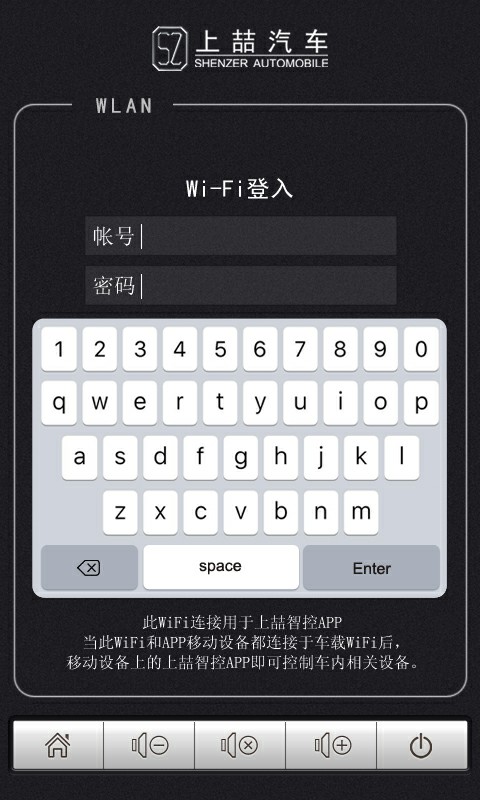 SZ 上喆汽车
SHENZER AUTOMOBILE
WLAN
Wi-Fi登入
帐号
密码
1 2 3 4 5 6 7 8 9 0
q w e r t y u i o p
a s d f g h j k l
z x c v b n m
space Enter
此WiFi连接用于上喆智控APP
当此WiFi和APP移动设备都连接于车载WiFi后，
移动设备上的上喆智控APP即可控制车内相关设备。